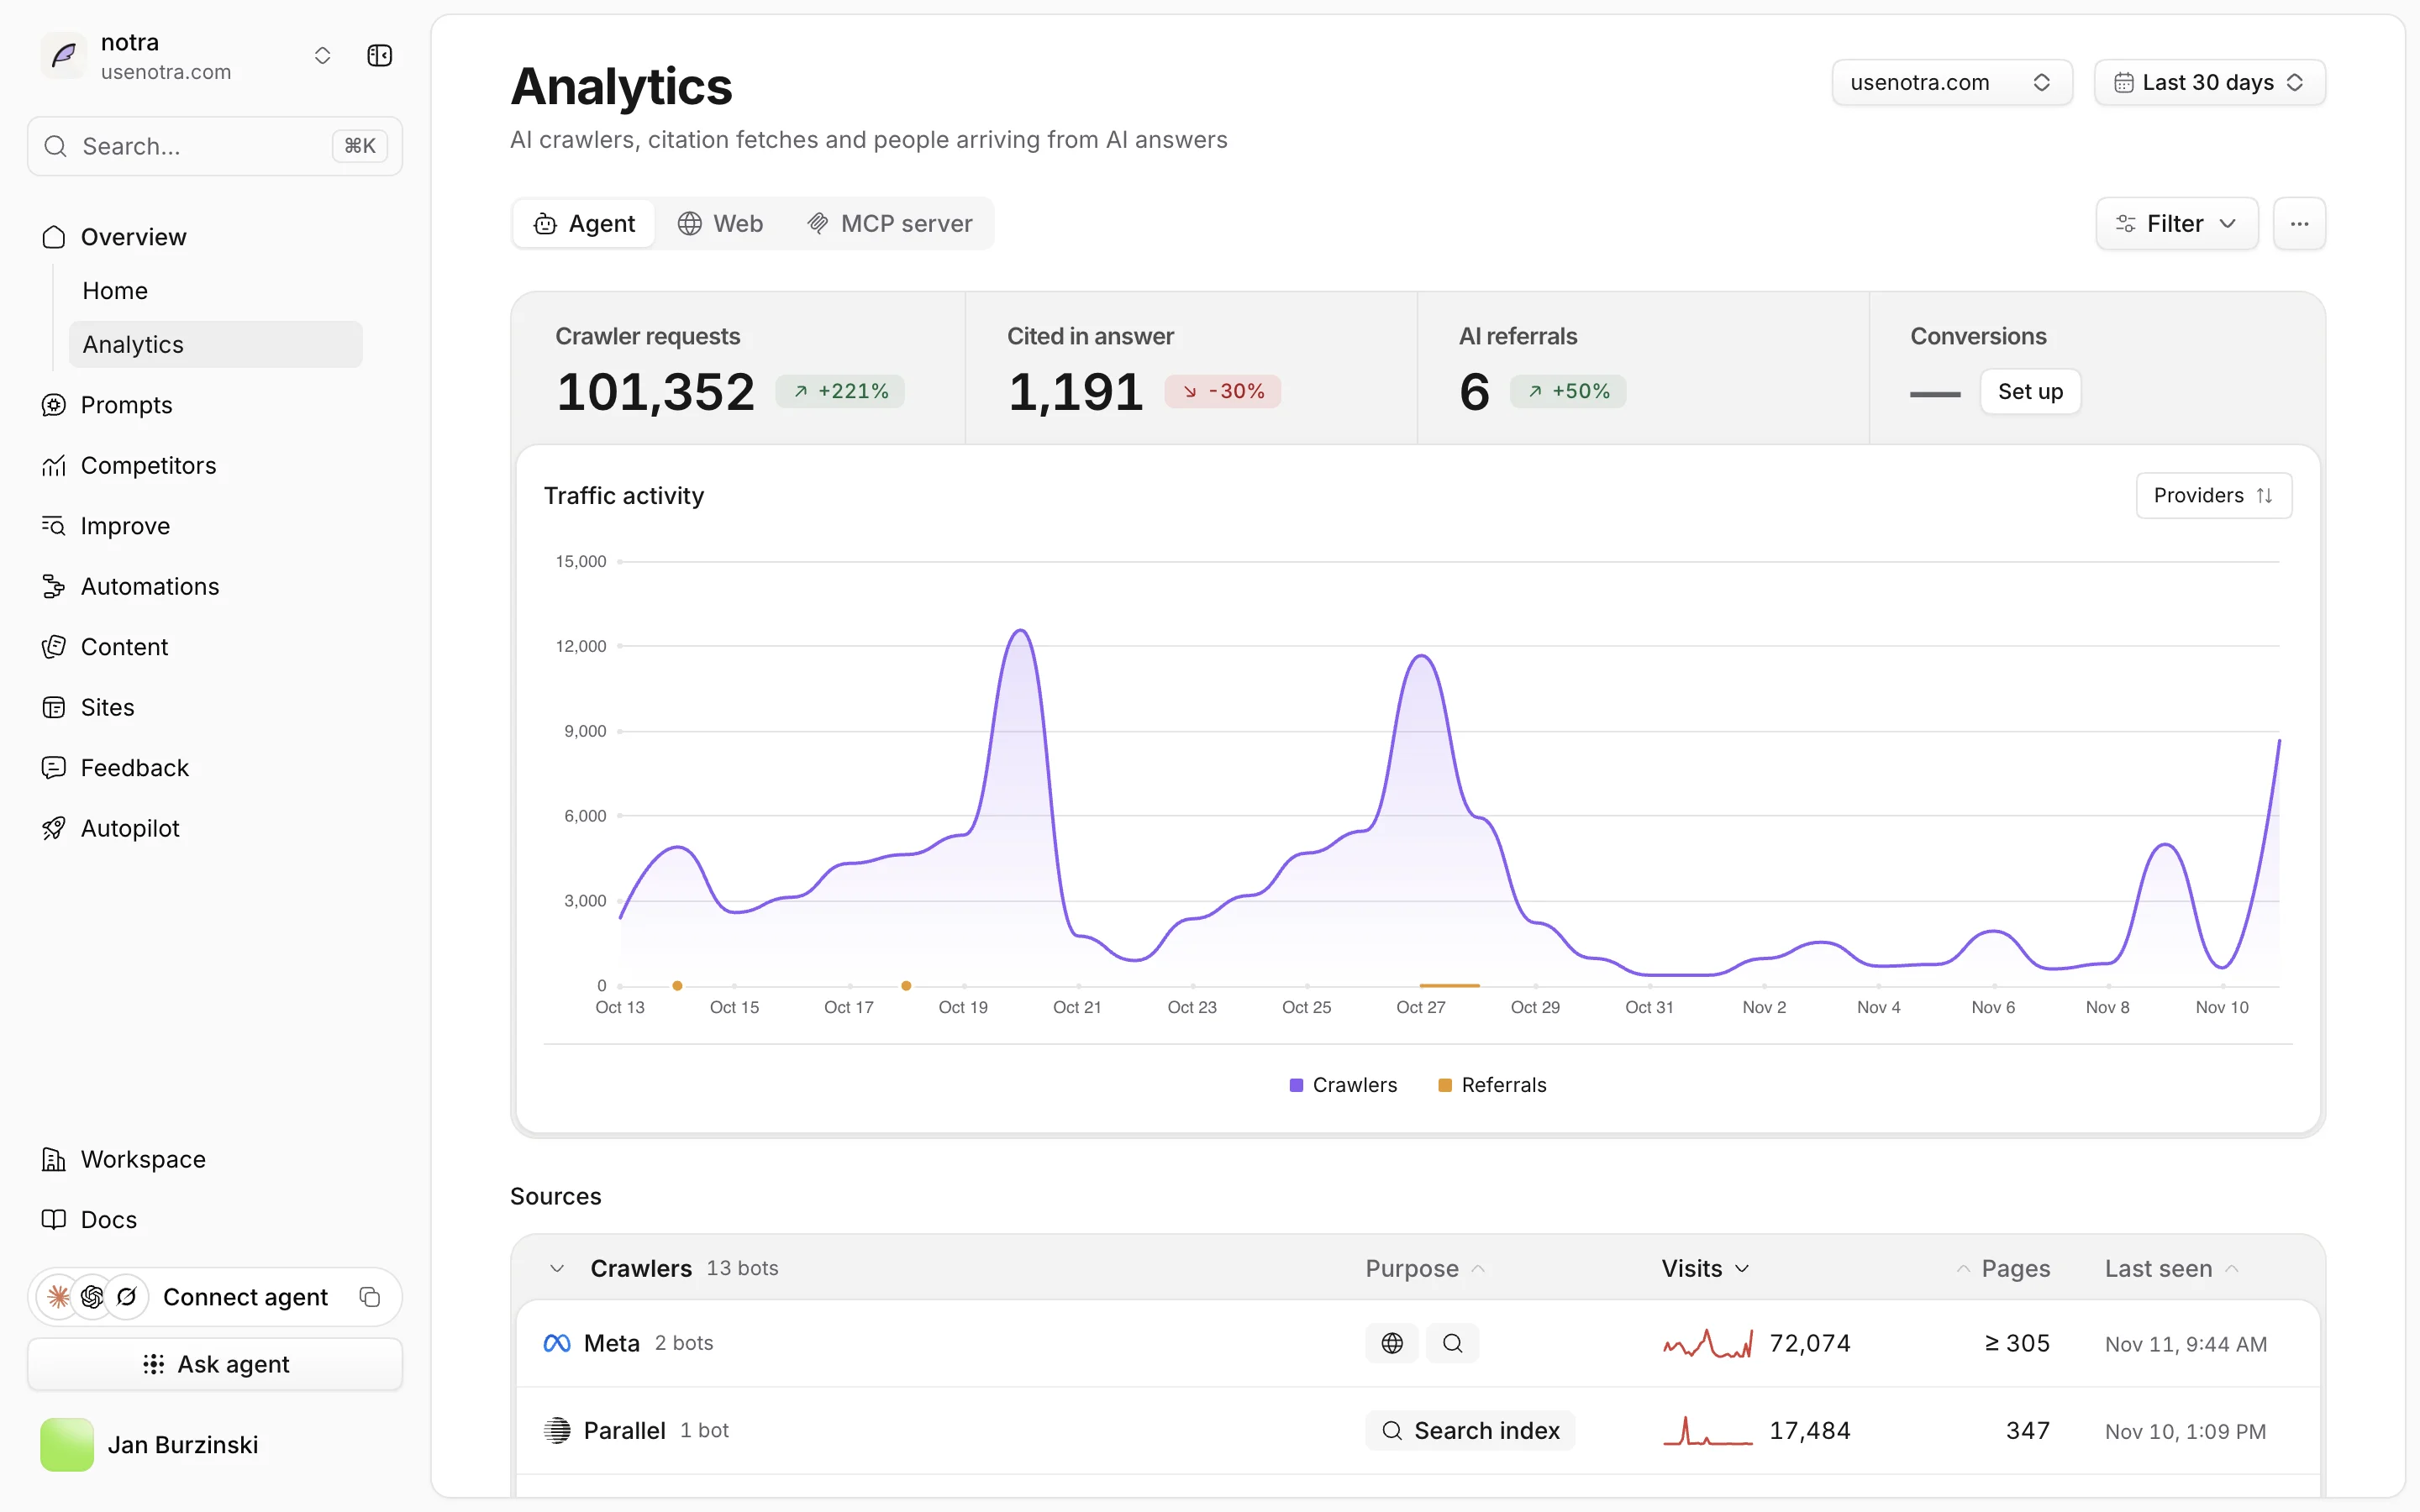 notra
usenotra.com
Search...
⌘K
Overview
Home
Analytics
Prompts
Competitors
Improve
Automations
Content
Sites
Feedback
Autopilot
Workspace
Docs
Connect agent
Ask agent
Jan Burzinski
Analytics
AI crawlers, citation fetches and people arriving from AI answers
usenotra.com
Last 30 days
Agent
Web
MCP server
Filter
Crawler requests
101,352
+221%
Cited in answer
1,191
-30%
AI referrals
6
+50%
Conversions
Set up
Traffic activity
Providers
15,000
12,000
9,000
6,000
3,000
0
Oct 13 Oct 15 Oct 17 Oct 19 Oct 21 Oct 23 Oct 25 Oct 27 Oct 29 Oct 31 Nov 2 Nov 4 Nov 6 Nov 8 Nov 10
Crawlers Referrals
Sources
Crawlers 13 bots Purpose Visits Pages Last seen
Meta 2 bots 72,074 ≥ 305 Nov 11, 9:44 AM
Parallel 1 bot Search index 17,484 347 Nov 10, 1:09 PM